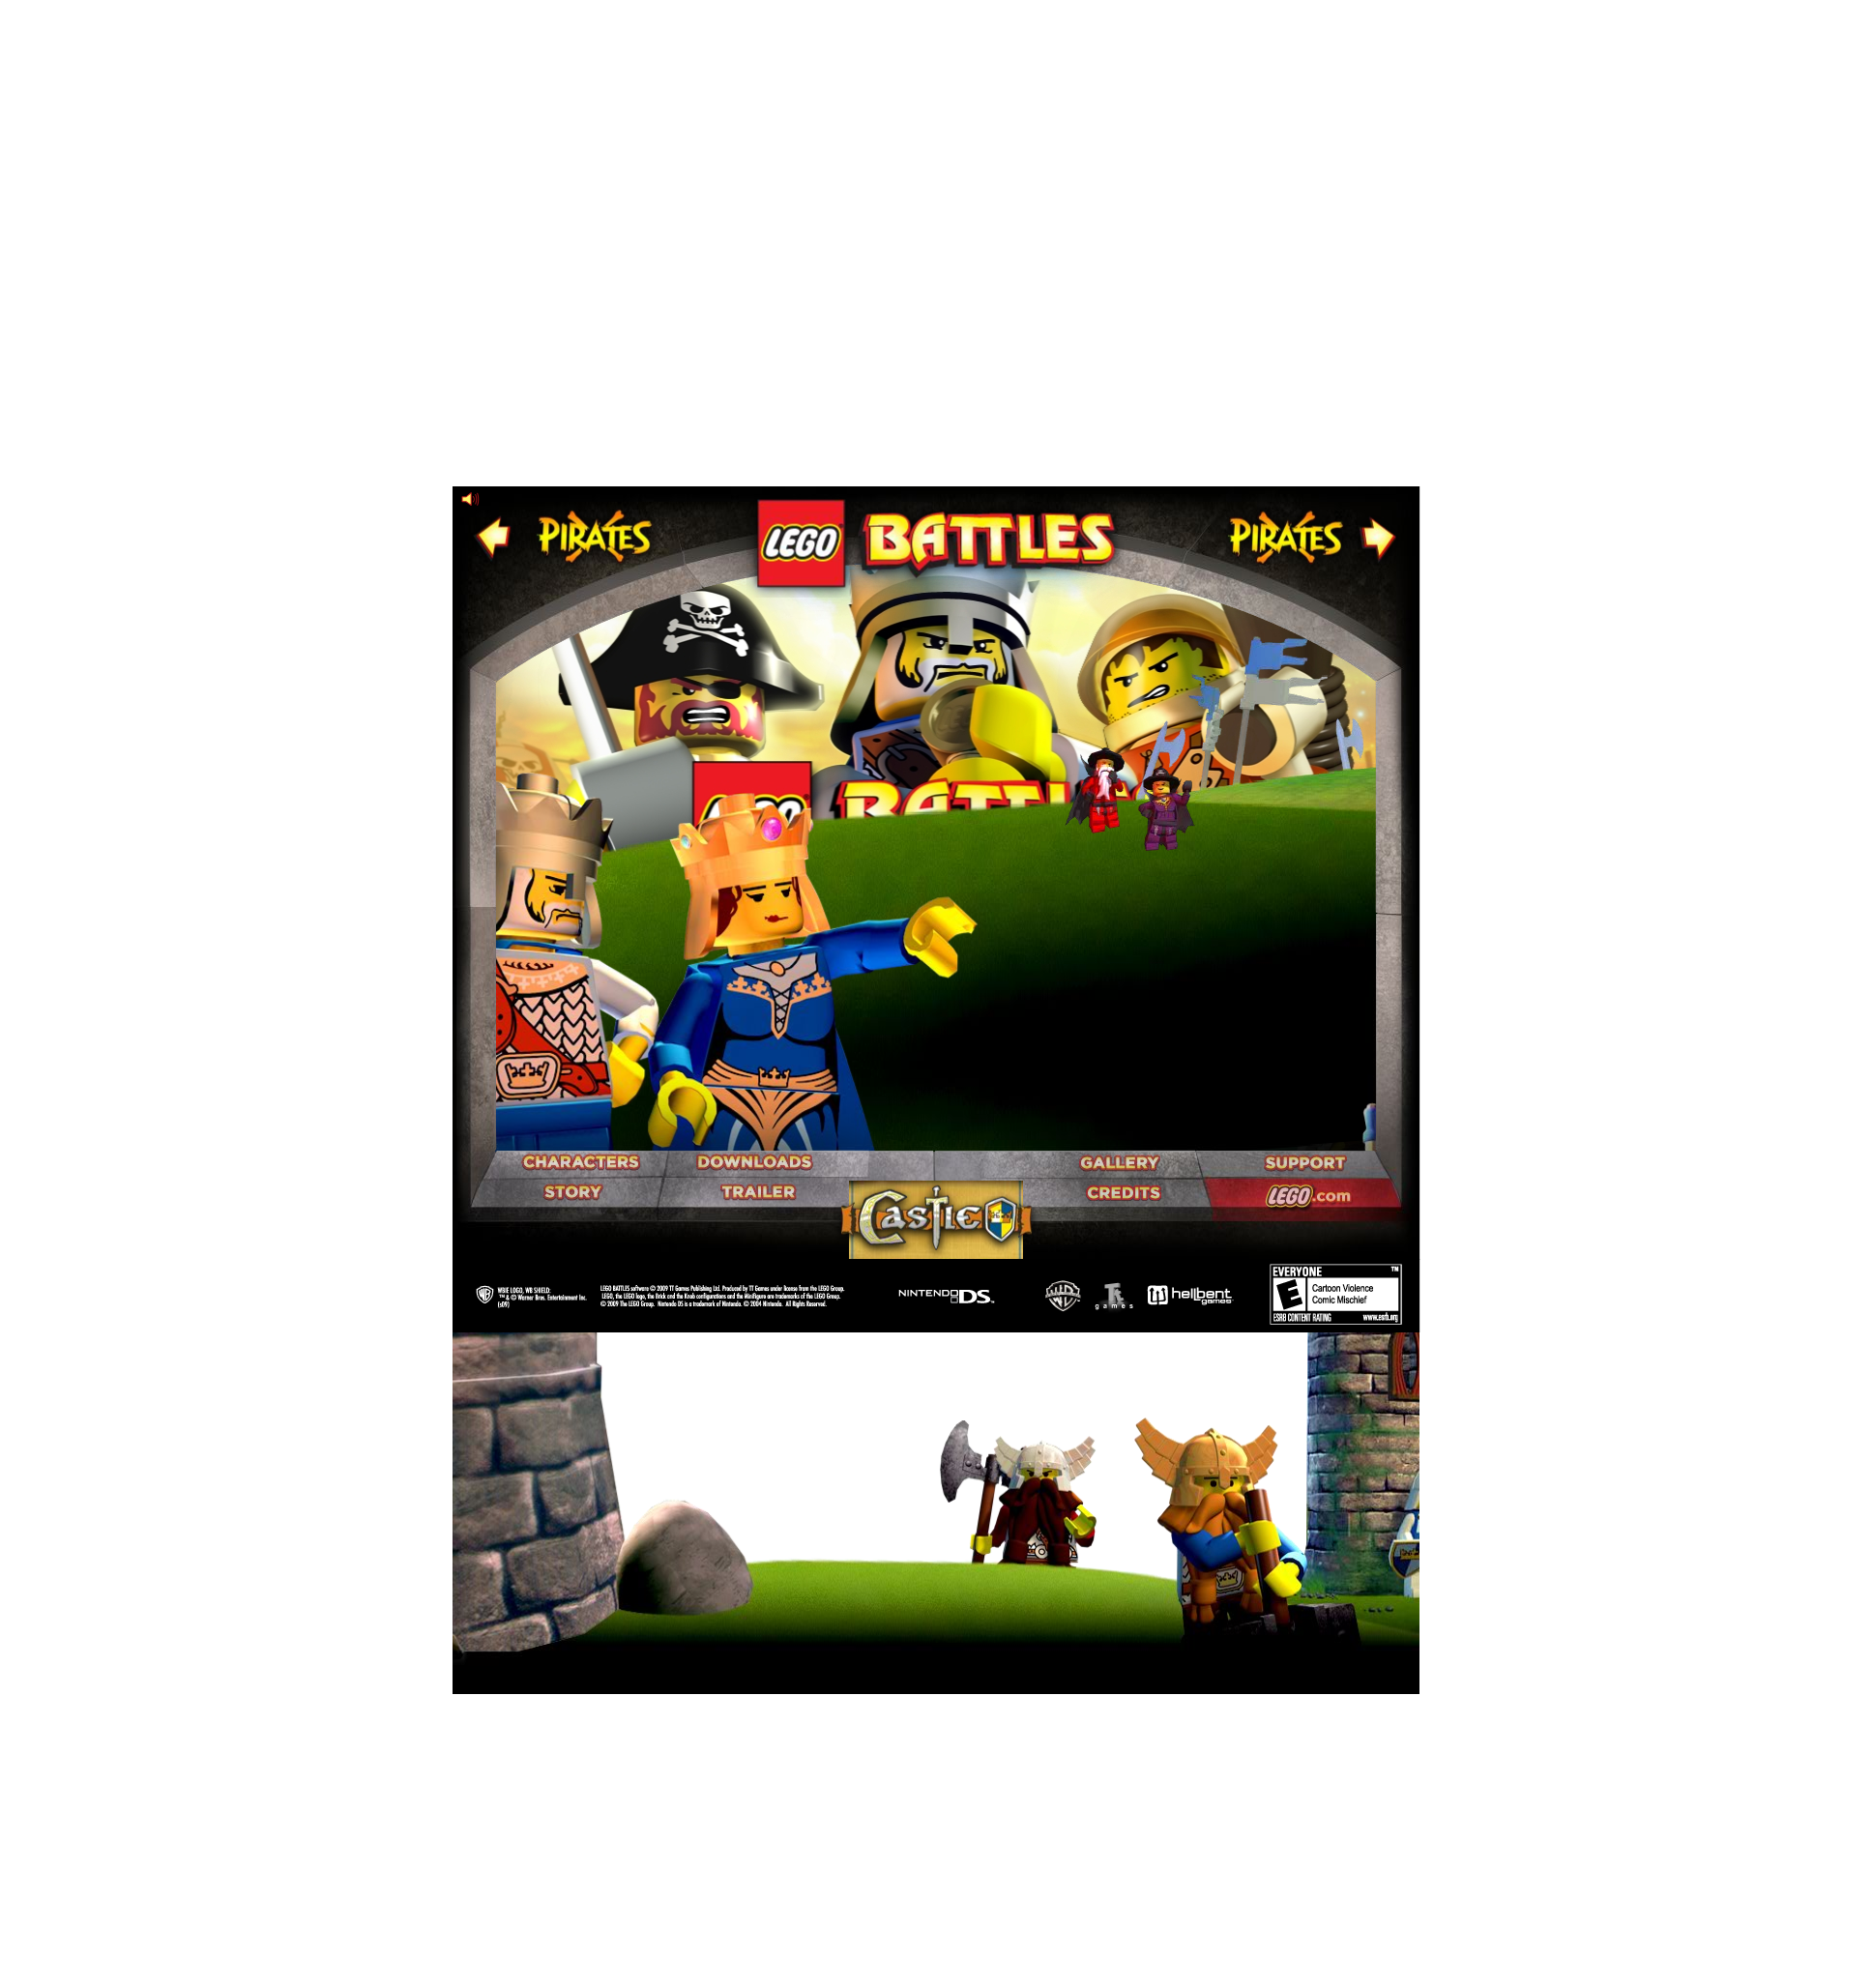 PIRATES
LEGO BATTLES
PIRATES
LEGO
BATTL
CHARACTERS
DOWNLOADS
GALLERY
SUPPORT
STORY
TRAILER
CREDITS
LEGO.com
CASTLE
WBIE LOGO, WB SHIELD:
™ & © Warner Bros. Entertainment Inc.
(s09)
LEGO BATTLES software © 2009 TT Games Publishing Ltd. Produced by TT Games under license from the LEGO Group.
LEGO, the LEGO logo, the Brick and the Knob configurations and the Minifigure are trademarks of the LEGO Group.
© 2009 The LEGO Group. Nintendo DS is a trademark of Nintendo. © 2004 Nintendo. All Rights Reserved.
NINTENDODS™
games
hellbent
games
EVERYONE ™
E
Cartoon Violence
Comic Mischief
ESRB CONTENT RATING www.esrb.org